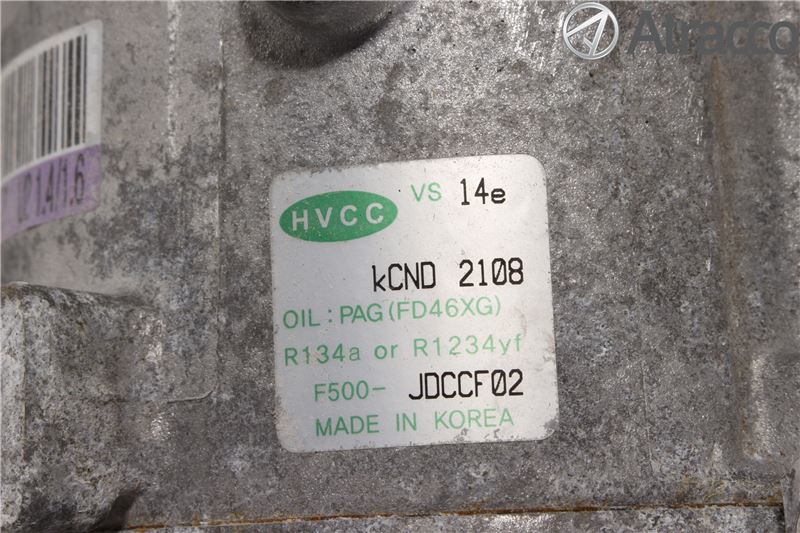 Atracco
HVCC VS 14e
kCND 2108
OIL : PAG (FD46XG)
R134a or R1234yf
F500- JDCCF02
MADE IN KOREA